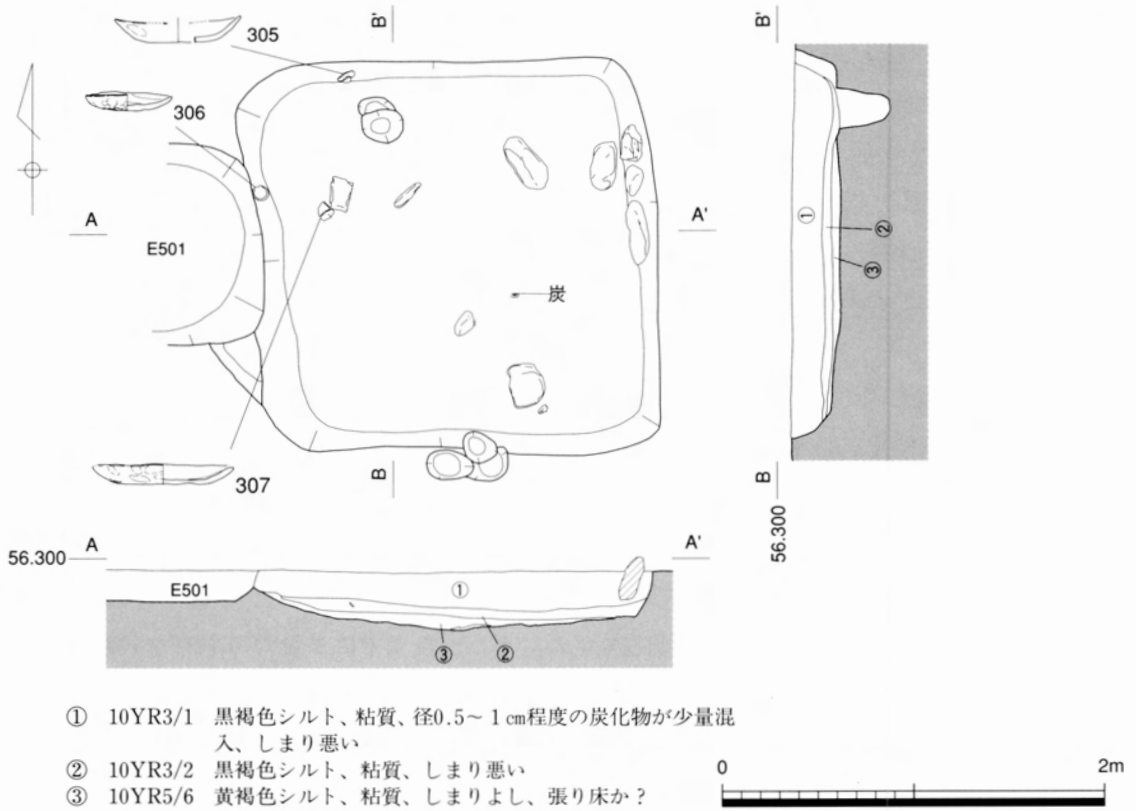 305
306
307
B'
B'
A
A'
E501
炭
B
B
56.300
①
②
③
56.300
A
A'
E501
①
③
②
① 10YR3/1 黒褐色シルト、粘質、径0.5～1㎝程度の炭化物が少量混
入、しまり悪い
② 10YR3/2 黒褐色シルト、粘質、しまり悪い
③ 10YR5/6 黄褐色シルト、粘質、しまりよし、張り床か？
0
2m